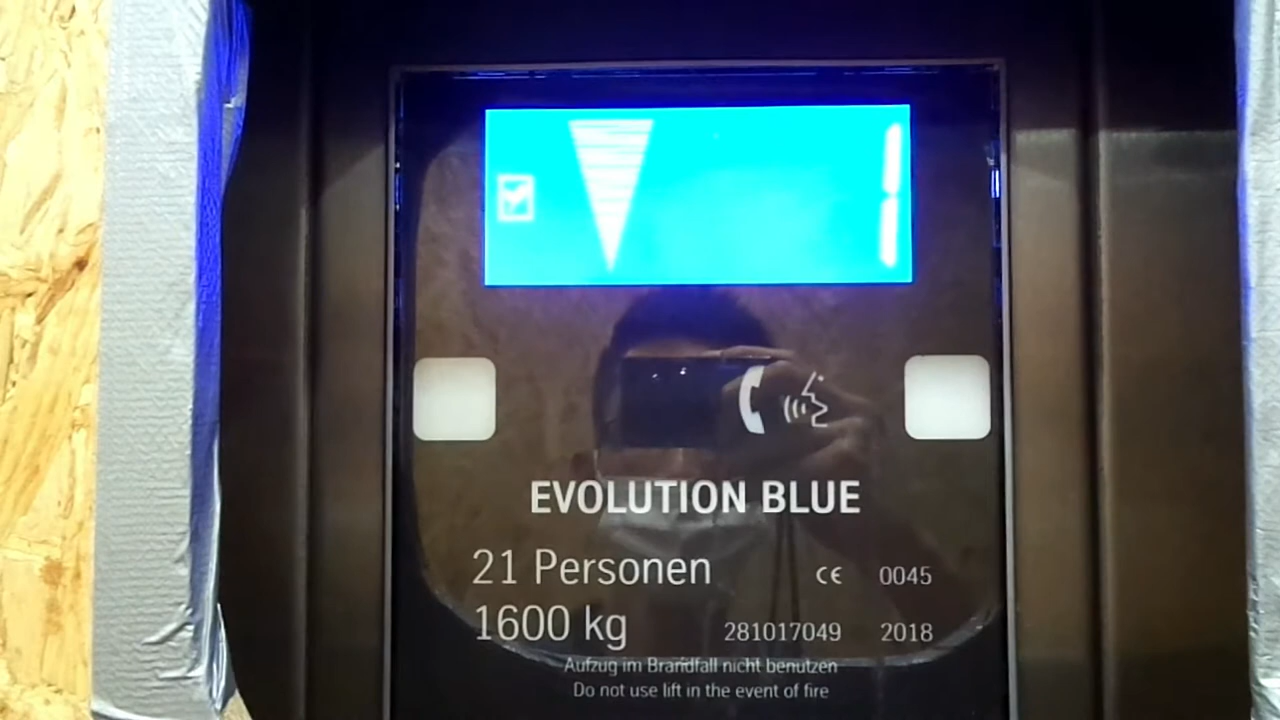 1
EVOLUTION BLUE
21 Personen CE 0045
1600 kg 281017049 2018
Aufzug im Brandfall nicht benutzen
Do not use lift in the event of fire